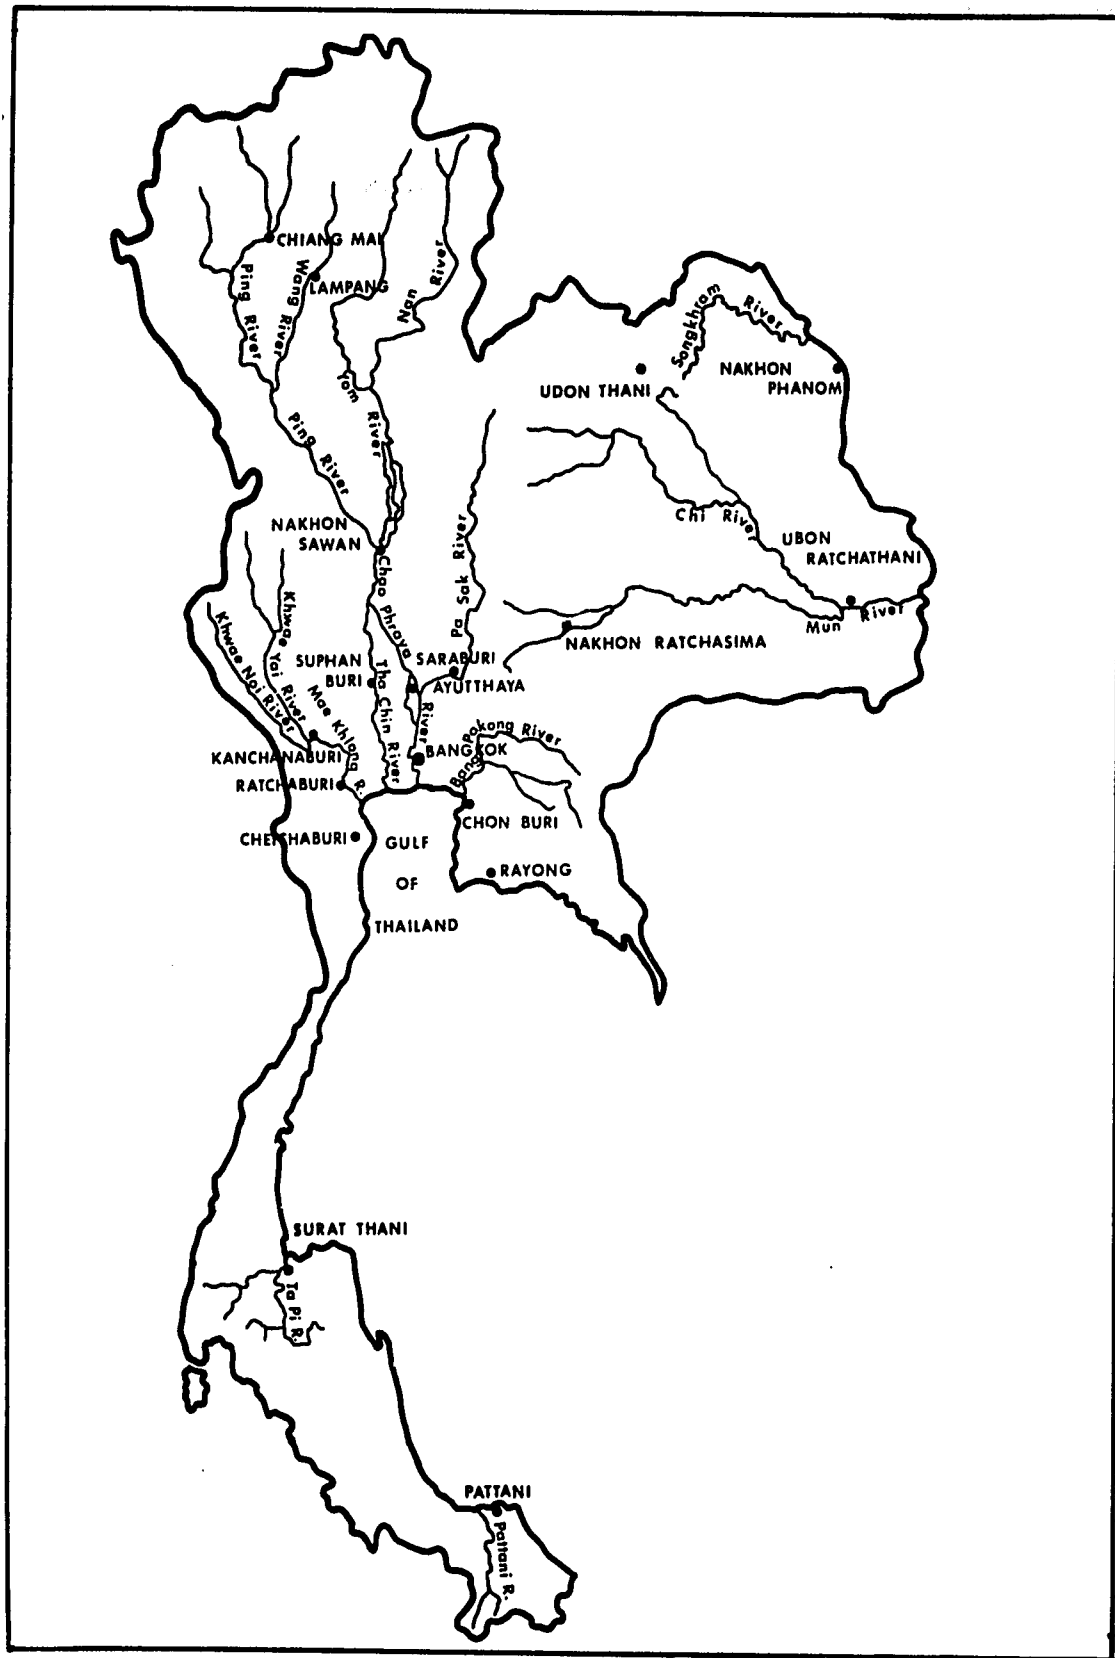 CHIANG MAI
Ping River
Wang River
LAMPANG
Nan River
Songkhram River
NAKHON
PHANOM
UDON THANI
Yom River
Ping River
Chi River
NAKHON
SAWAN
UBON
RATCHATHANI
Chao Phraya River
Pa Sak River
Khwae Yai River
Khwae Noi River
Mun River
NAKHON RATCHASIMA
SUPHAN
BURI
SARABURI
AYUTTHAYA
Tha Chin River
Mae Khlong R.
Bang Pakong River
BANGKOK
KANCHANABURI
RATCHABURI
CHON BURI
CHETCHABURI
GULF
OF
THAILAND
RAYONG
SURAT THANI
Ta Pi R.
PATTANI
Pattani R.